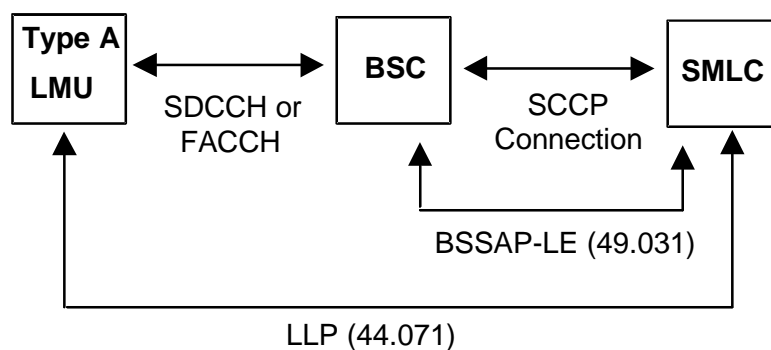 Type A
LMU
BSC
SMLC
SDCCH or
FACCH
SCCP
Connection
BSSAP-LE (49.031)
LLP (44.071)